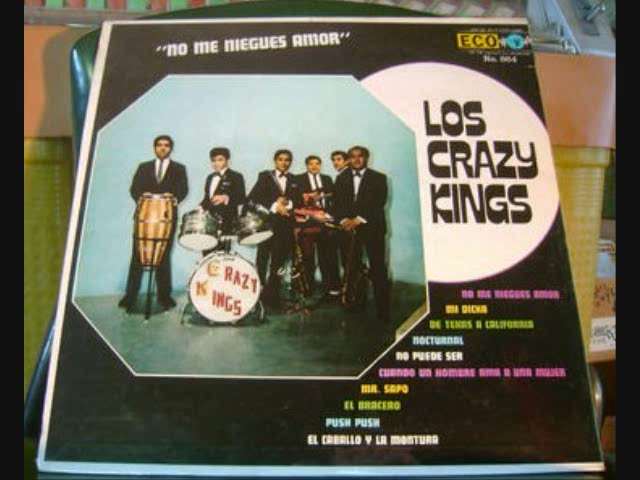 "NO ME NIEGUES AMOR"
ECO
No. 864
LOS
CRAZY
KINGS
CRAZY
KINGS
NO ME NIEGUES AMOR
MI DICHA
DE TEXAS A CALIFORNIA
NOCTURNAL
NO PUEDE SER
CUANDO UN HOMBRE AMA A UNA MUJER
MR. SAPO
EL BRACERO
PUSH PUSH
EL CABALLO Y LA MONTURA